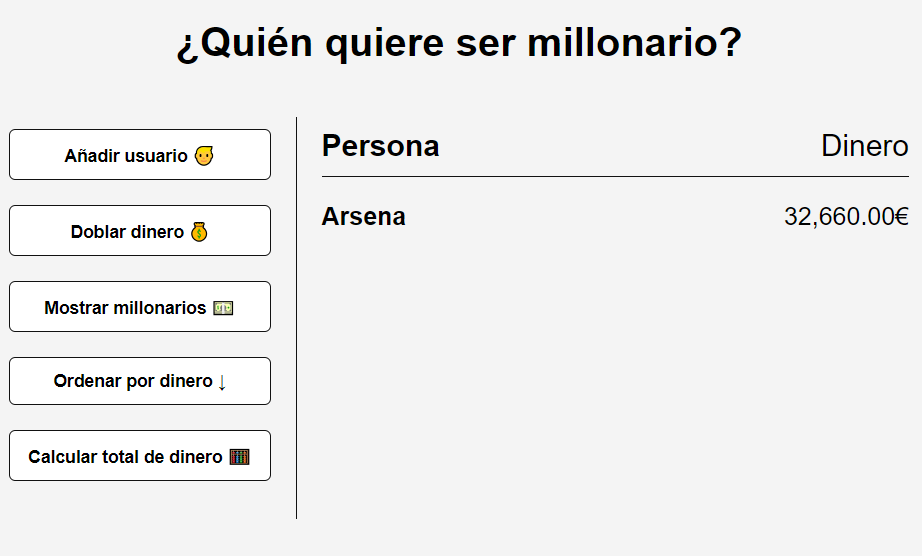 ¿Quién quiere ser millonario?
Añadir usuario 👱
Doblar dinero 💰
Mostrar millonarios 💵
Ordenar por dinero ↓
Calcular total de dinero 🧮
Persona Dinero
Arsena 32,660.00€